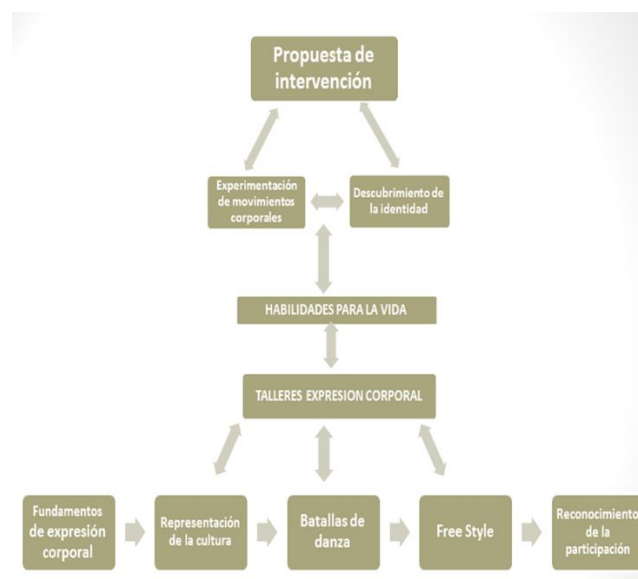 Propuesta de
intervención
Experimentación
de movimientos
corporales
Descubrimiento de
la identidad
HABILIDADES PARA LA VIDA
TALLERES EXPRESION CORPORAL
Fundamentos
de expresión
corporal
Representación
de la cultura
Batallas de
danza
Free Style
Reconocimiento
de la
participación